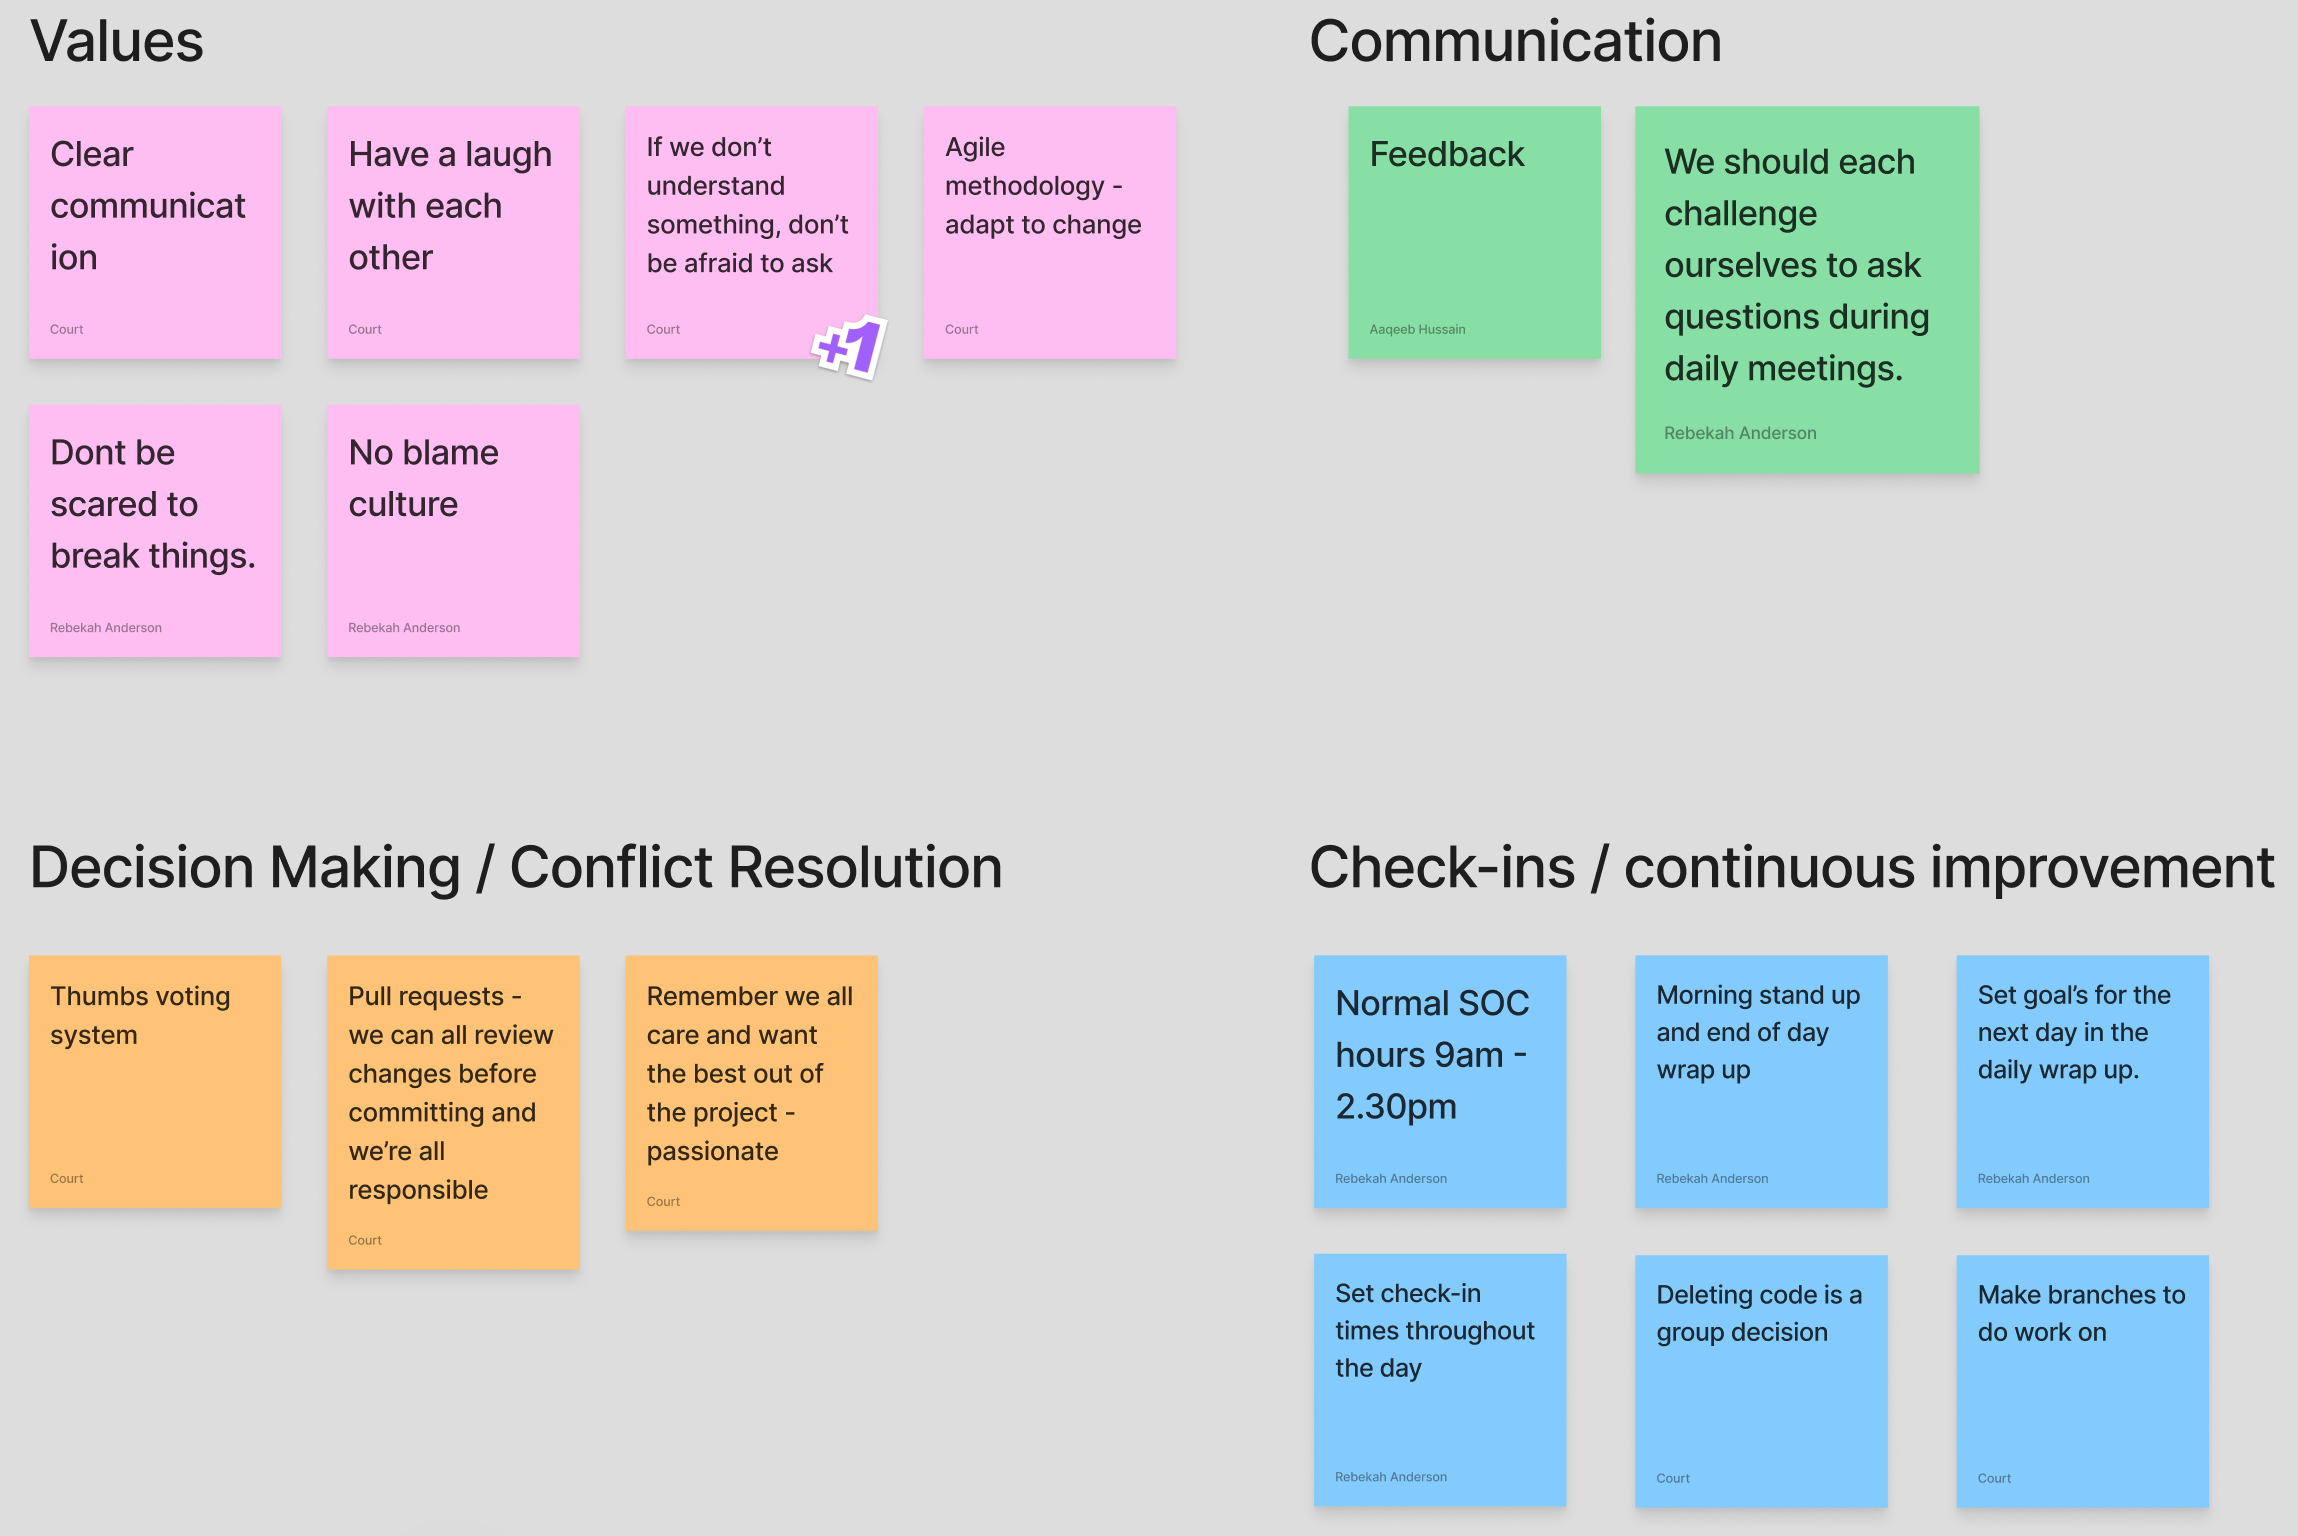 Values
Clear
communicat
ion
Court
Have a laugh
with each
other
Court
If we don’t
understand
something, don’t
be afraid to ask
Court
+1
Agile
methodology -
adapt to change
Court
Dont be
scared to
break things.
Rebekah Anderson
No blame
culture
Rebekah Anderson
Communication
Feedback
Aaqeeb Hussain
We should each
challenge
ourselves to ask
questions during
daily meetings.
Rebekah Anderson
Decision Making / Conflict Resolution
Thumbs voting
system
Court
Pull requests -
we can all review
changes before
committing and
we’re all
responsible
Court
Remember we all
care and want
the best out of
the project -
passionate
Court
Check-ins / continuous improvement
Normal SOC
hours 9am -
2.30pm
Rebekah Anderson
Morning stand up
and end of day
wrap up
Rebekah Anderson
Set goal’s for the
next day in the
daily wrap up.
Rebekah Anderson
Set check-in
times throughout
the day
Rebekah Anderson
Deleting code is a
group decision
Court
Make branches to
do work on
Court